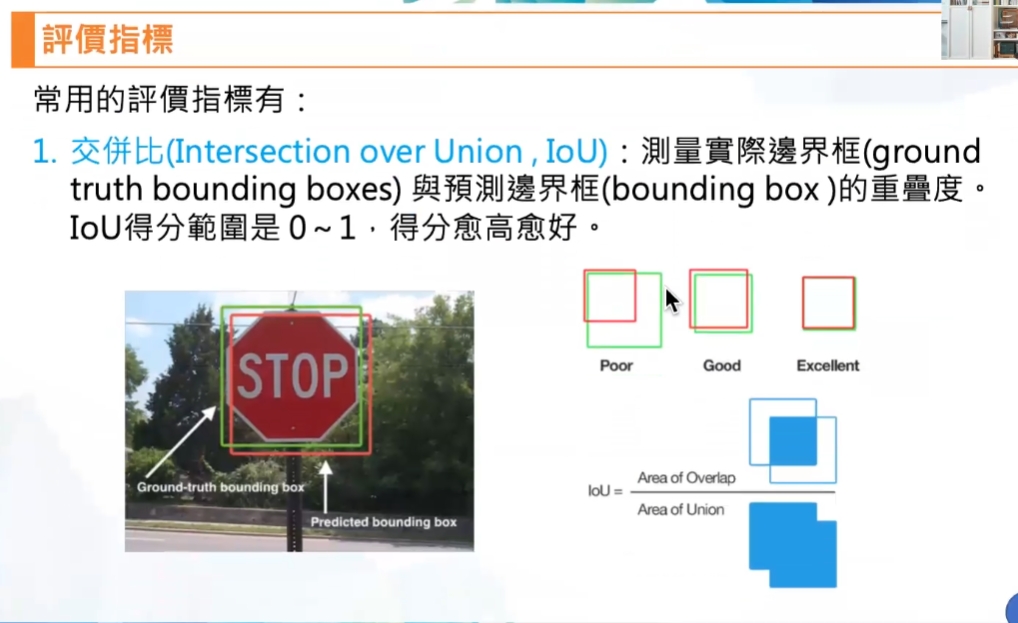 評價指標
常用的評價指標有：
1. 交併比(Intersection over Union , IoU)：測量實際邊界框(ground
truth bounding boxes) 與預測邊界框(bounding box )的重疊度。
IoU得分範圍是 0 ~ 1，得分愈高愈好。
STOP
Ground-truth bounding box
Predicted bounding box
Poor
Good
Excellent
IoU =
Area of Overlap
Area of Union